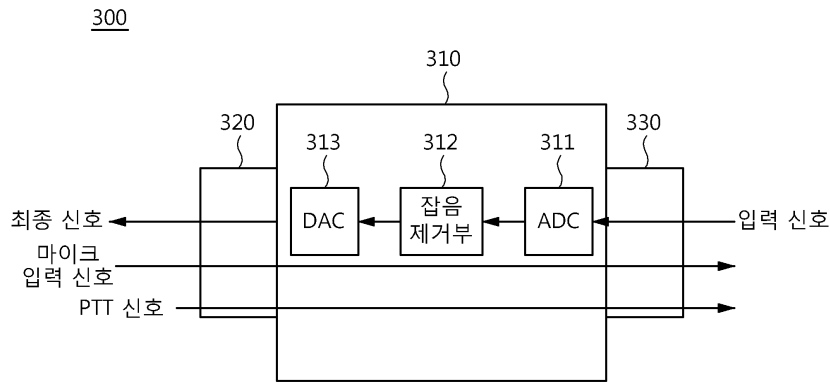 300
310
320
313
312
311
330
최종 신호
DAC
잡음
제거부
ADC
입력 신호
마이크
입력 신호
PTT 신호